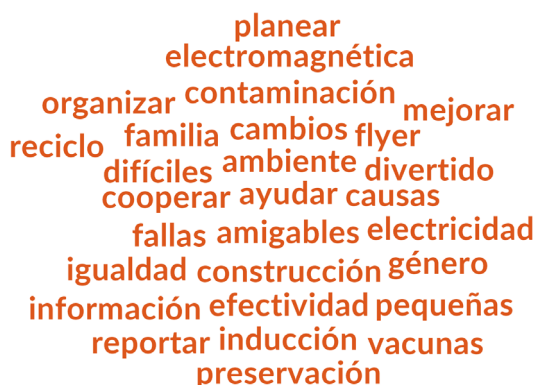 planear
electromagnética
organizar contaminación mejorar
reciclo familia cambios flyer
difíciles ambiente divertido
cooperar ayudar causas
fallas amigables electricidad
igualdad construcción género
información efectividad pequeñas
reportar inducción vacunas
preservación